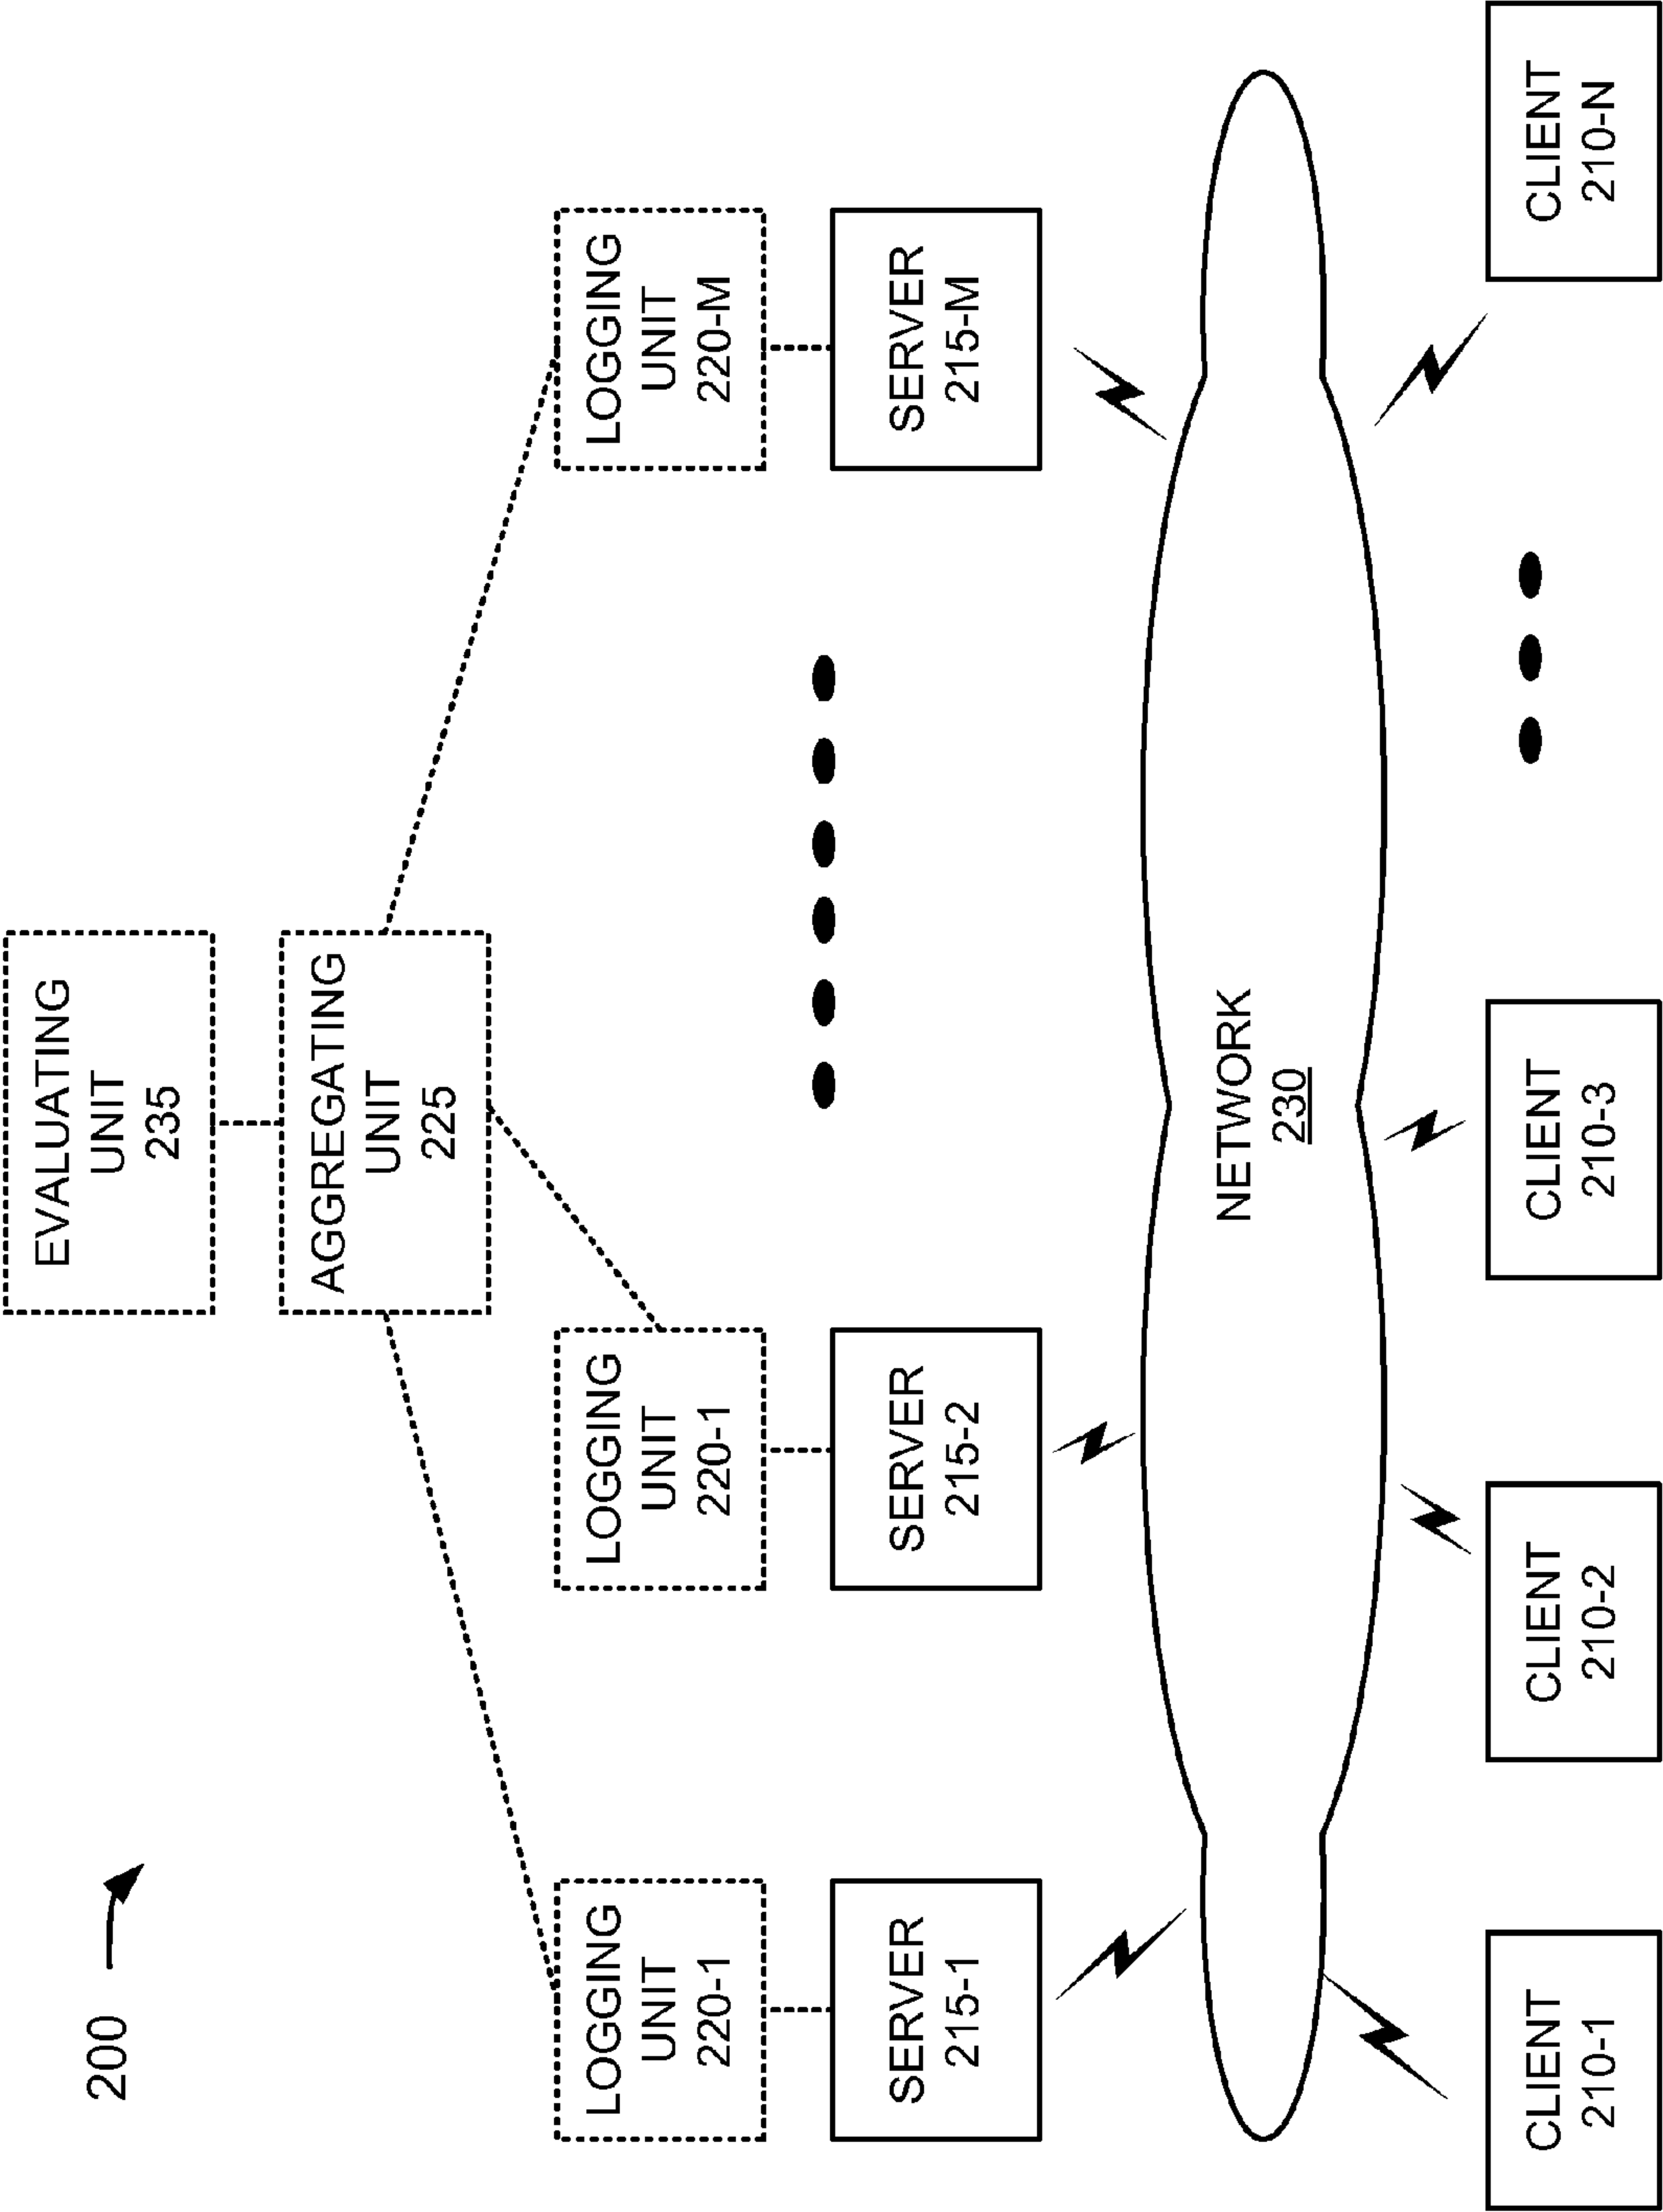 200
EVALUATING
UNIT
235
AGGREGATING
UNIT
225
LOGGING
UNIT
220-1
LOGGING
UNIT
220-1
LOGGING
UNIT
220-M
SERVER
215-1
SERVER
215-2
SERVER
215-M
NETWORK
230
CLIENT
210-1
CLIENT
210-2
CLIENT
210-3
CLIENT
210-N